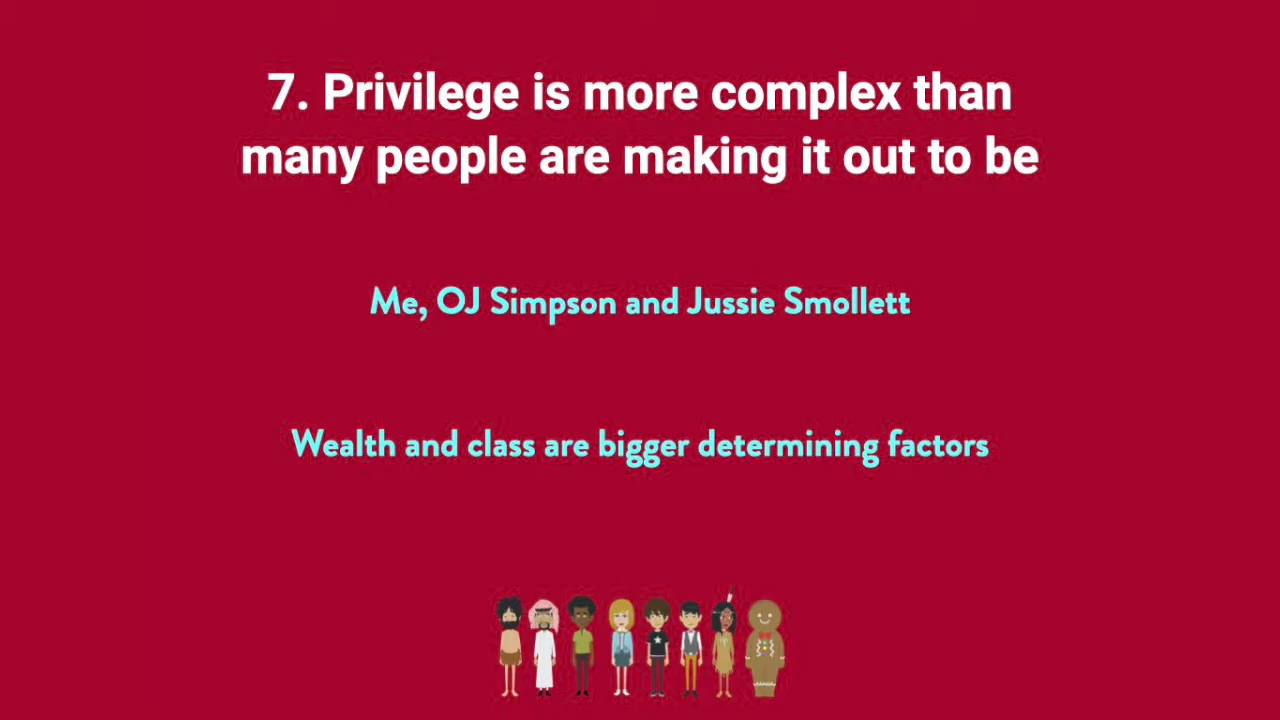 7. Privilege is more complex than
many people are making it out to be
Me, OJ Simpson and Jussie Smollett
Wealth and class are bigger determining factors